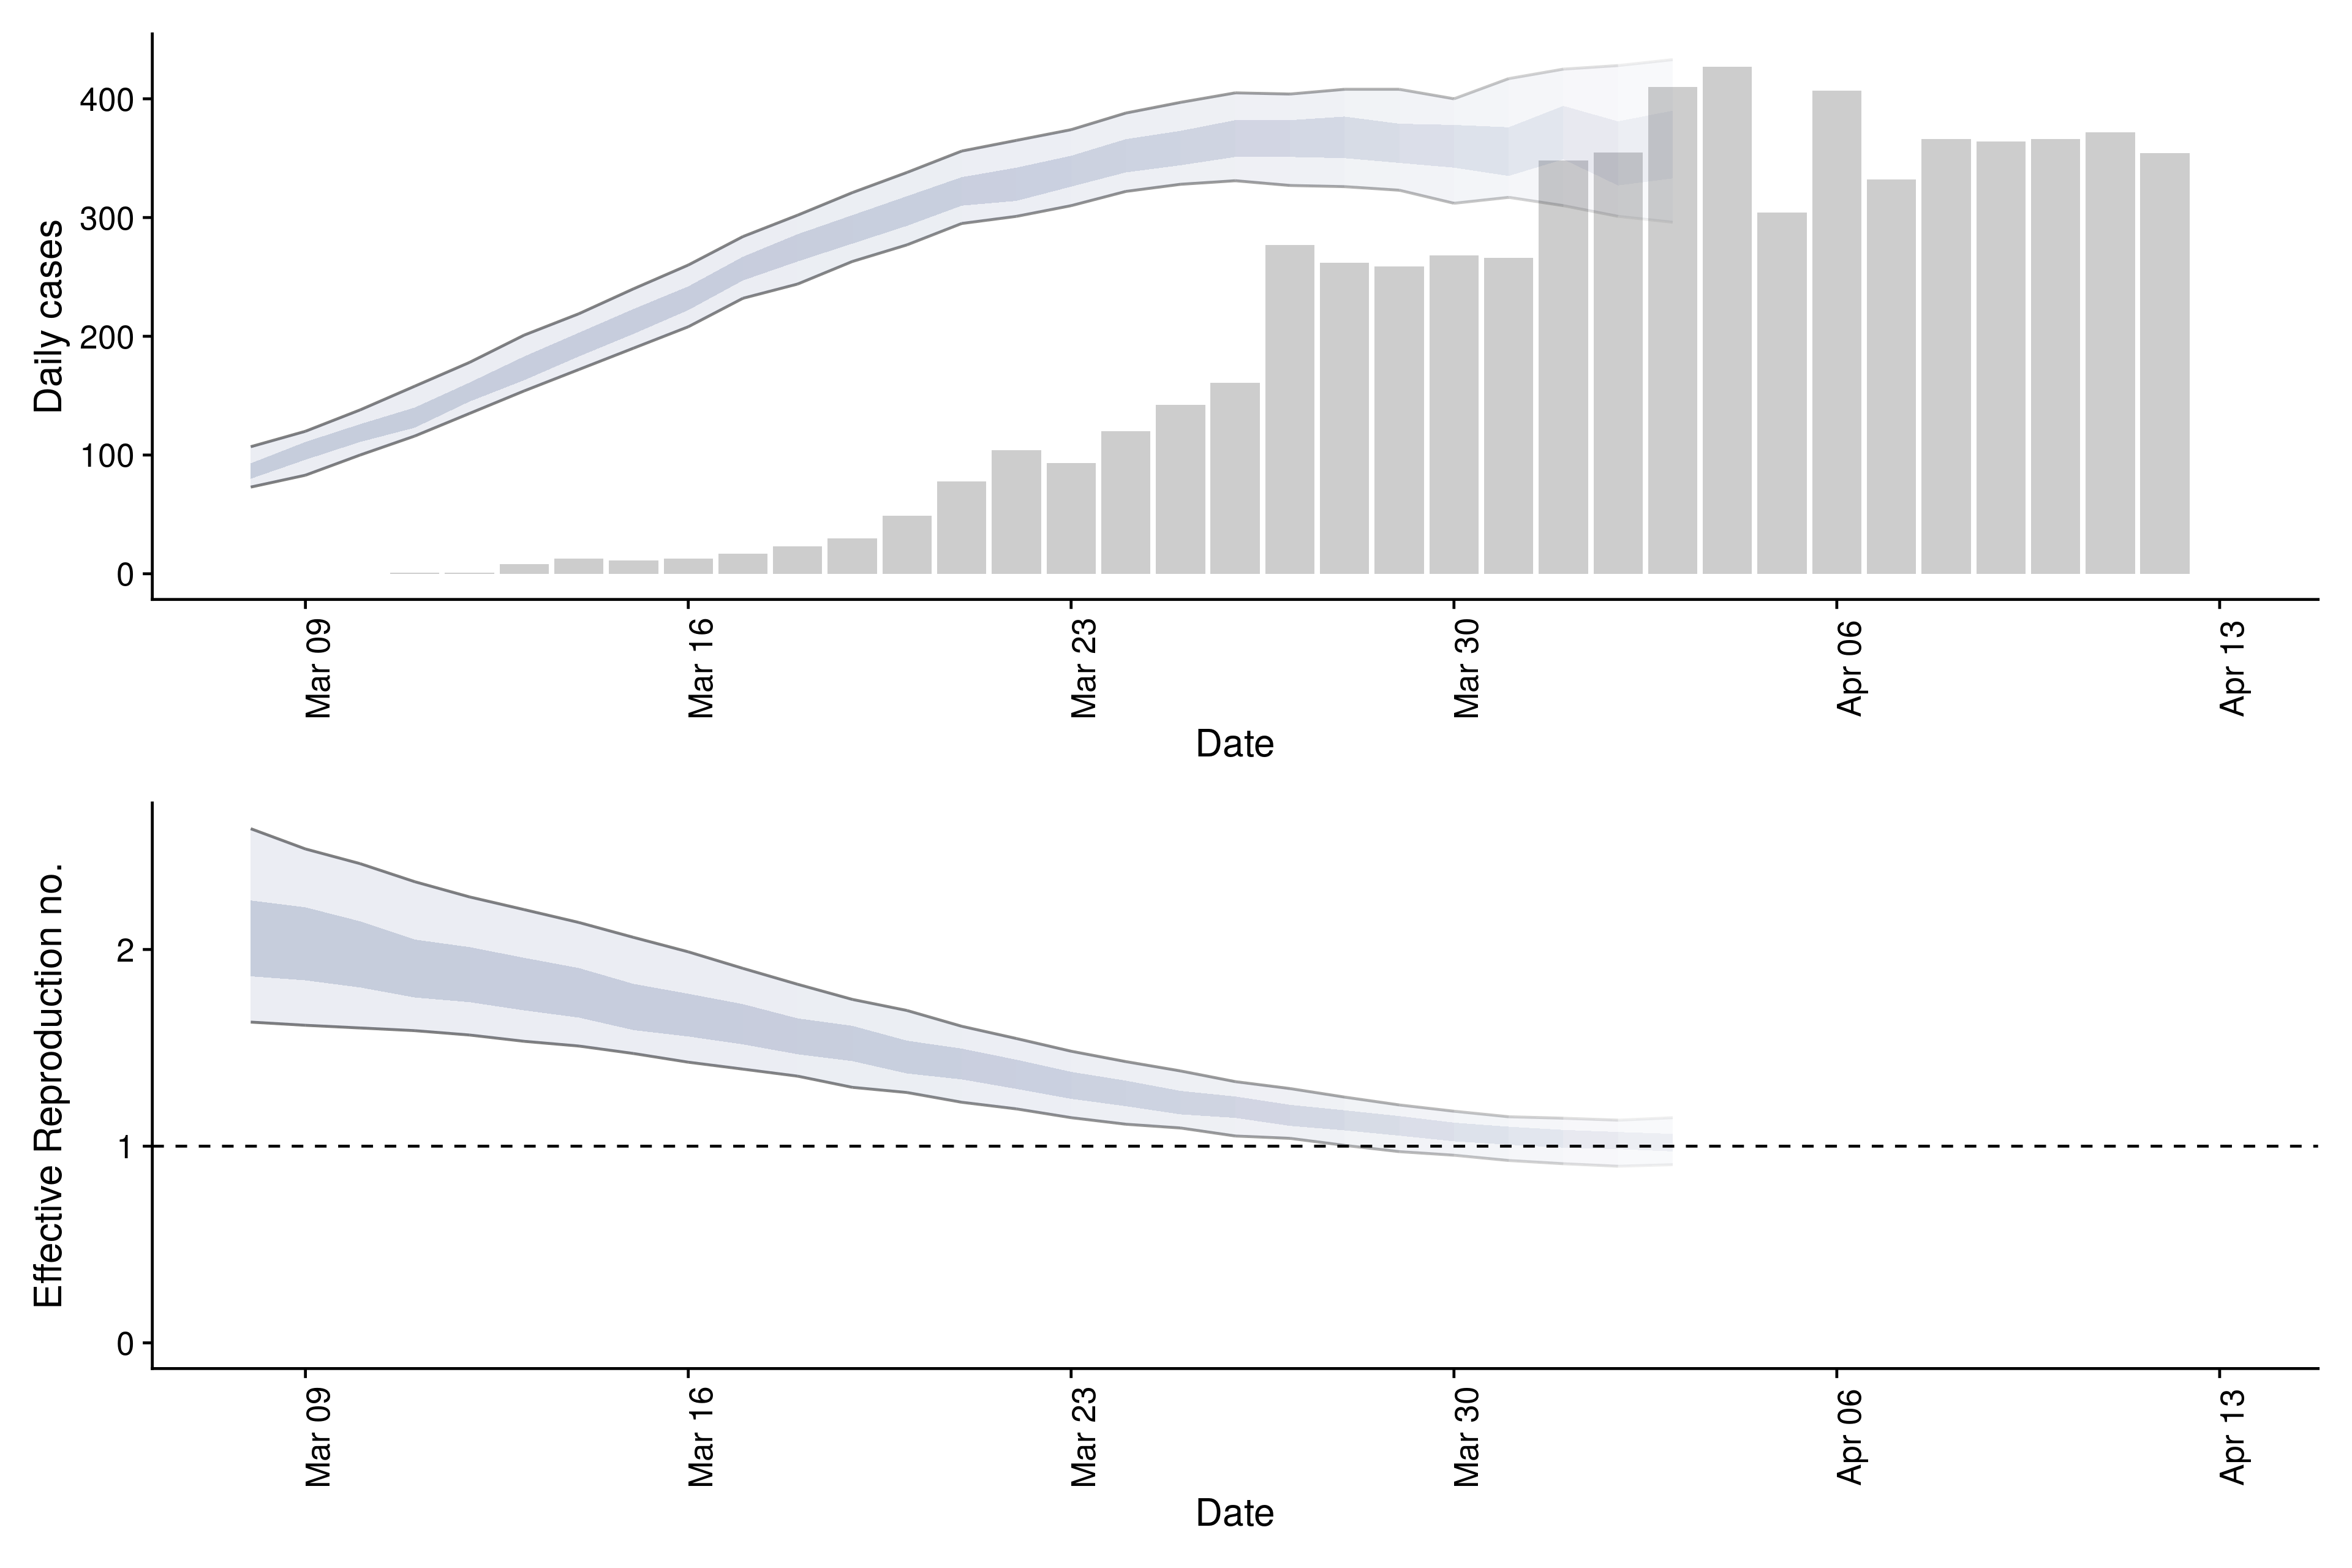 Daily cases
400
300
200
100
0
Mar 09
Mar 16
Mar 23
Mar 30
Apr 06
Apr 13
Date
Effective Reproduction no.
2
1
0
Mar 09
Mar 16
Mar 23
Mar 30
Apr 06
Apr 13
Date